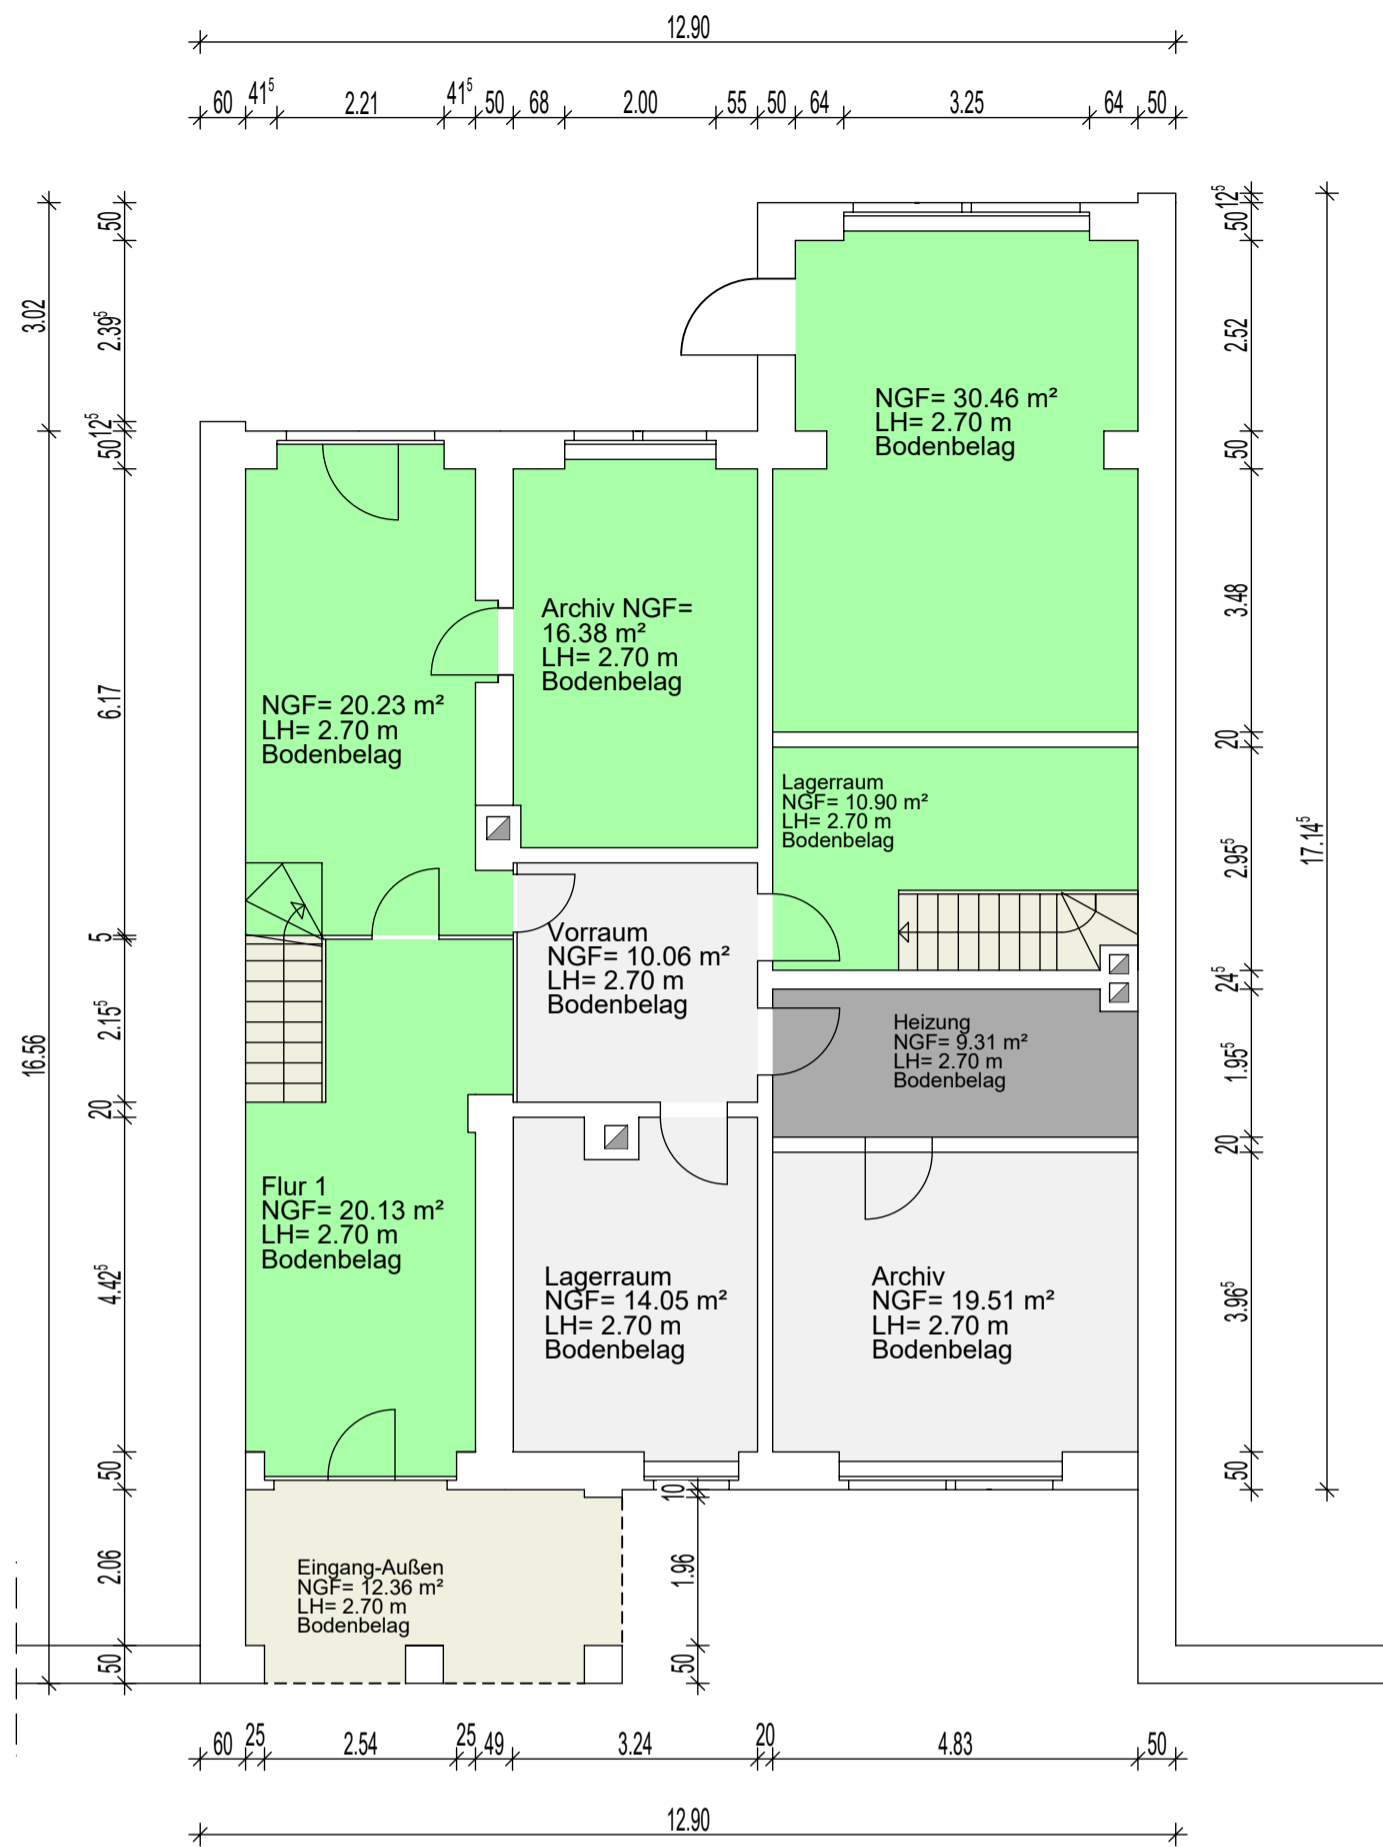 12.90
60 41⁵ 2.21 41⁵ 50 68 2.00 55 50 64 3.25 64 50
3.02
16.56
50
2.39⁵
12⁵
50
6.17
5
2.15⁵
20
4.42⁵
50
2.06
50
NGF= 30.46 m²
LH= 2.70 m
Bodenbelag
Archiv NGF=
16.38 m²
LH= 2.70 m
Bodenbelag
NGF= 20.23 m²
LH= 2.70 m
Bodenbelag
Lagerraum
NGF= 10.90 m²
LH= 2.70 m
Bodenbelag
Vorraum
NGF= 10.06 m²
LH= 2.70 m
Bodenbelag
Heizung
NGF= 9.31 m²
LH= 2.70 m
Bodenbelag
Flur 1
NGF= 20.13 m²
LH= 2.70 m
Bodenbelag
Lagerraum
NGF= 14.05 m²
LH= 2.70 m
Bodenbelag
Archiv
NGF= 19.51 m²
LH= 2.70 m
Bodenbelag
Eingang-Außen
NGF= 12.36 m²
LH= 2.70 m
Bodenbelag
10
1.96
50
12⁵
50
2.52
50
3.48
20
2.95⁵
24⁵
1.95⁵
20
3.96⁵
50
17.14⁵
60 25 2.54 25 49 3.24 20 4.83 50
12.90